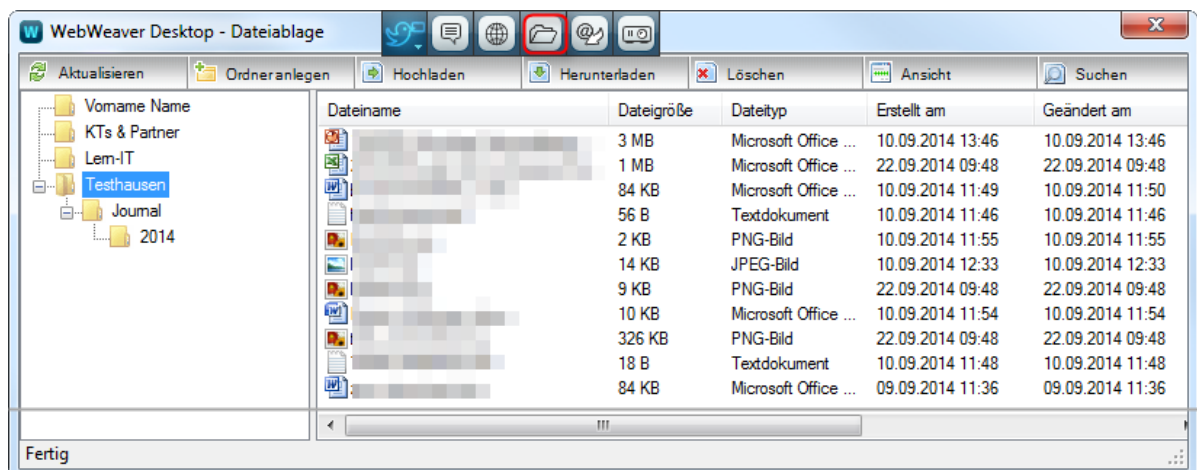 WebWeaver Desktop - Dateiablage
Aktualisieren Ordner anlegen Hochladen Herunterladen Löschen Ansicht Suchen
Vorname Name
KTs & Partner
Lern-IT
Testhausen
Journal
2014
Dateiname Dateigröße Dateityp Erstellt am Geändert am
3 MB Microsoft Office ... 10.09.2014 13:46 10.09.2014 13:46
1 MB Microsoft Office ... 22.09.2014 09:48 22.09.2014 09:48
84 KB Microsoft Office ... 10.09.2014 11:49 10.09.2014 11:50
56 B Textdokument 10.09.2014 11:46 10.09.2014 11:46
2 KB PNG-Bild 10.09.2014 11:55 10.09.2014 11:55
14 KB JPEG-Bild 10.09.2014 12:33 10.09.2014 12:33
9 KB PNG-Bild 22.09.2014 09:48 22.09.2014 09:48
10 KB Microsoft Office ... 10.09.2014 11:54 10.09.2014 11:54
326 KB PNG-Bild 22.09.2014 09:48 22.09.2014 09:48
18 B Textdokument 10.09.2014 11:48 10.09.2014 11:48
84 KB Microsoft Office ... 09.09.2014 11:36 09.09.2014 11:36
Fertig